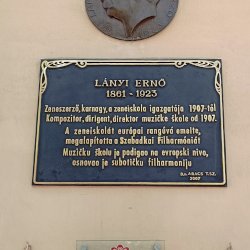 LÁNYI ERNŐ
1861 - 1923
Zeneszerző, karnagy, a zeneiskola igazgatója 1907-től
Kompozitor, dirigent, direktor muzičke škole od 1907.
A zeneiskolát európai rangúvá emelte,
megalapította a Szabadkai Filharmóniát
Muzičku školu je podigao na evropski nivo,
osnovao je subotičku filharmoniju
2007